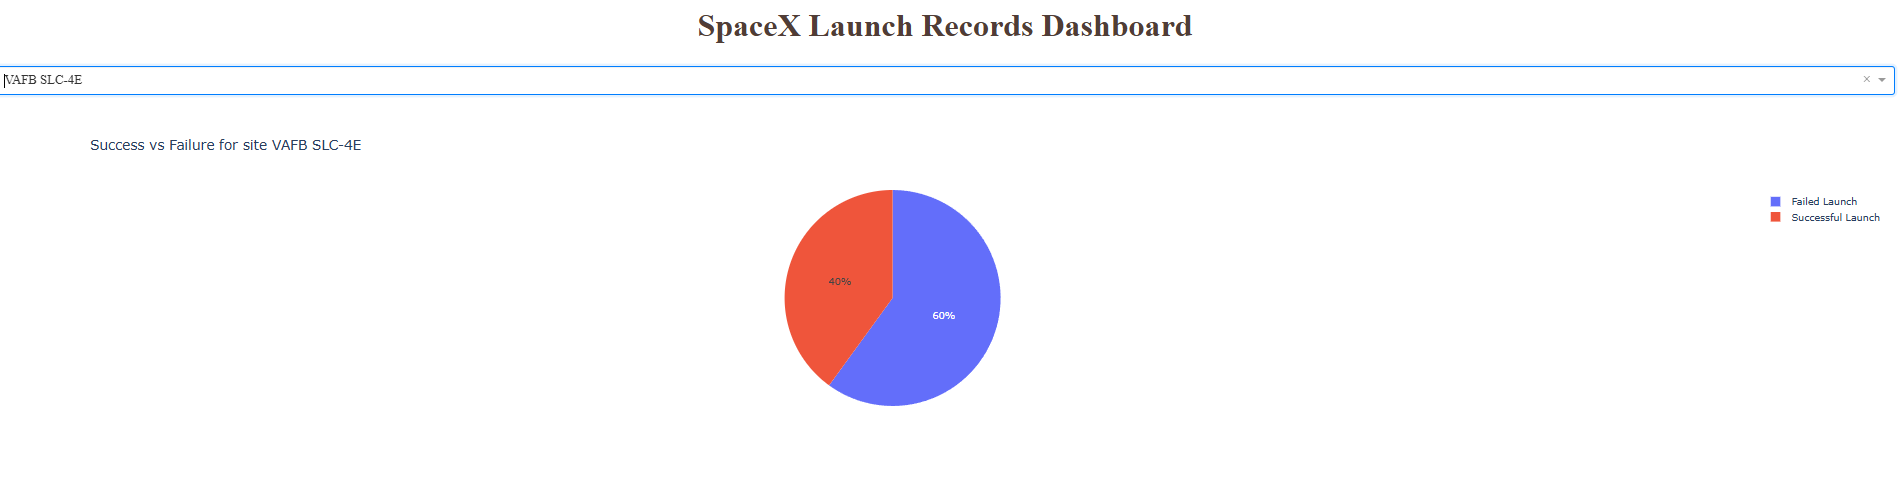 SpaceX Launch Records Dashboard
VAFB SLC-4E
Success vs Failure for site VAFB SLC-4E
Failed Launch
Successful Launch
40%
60%